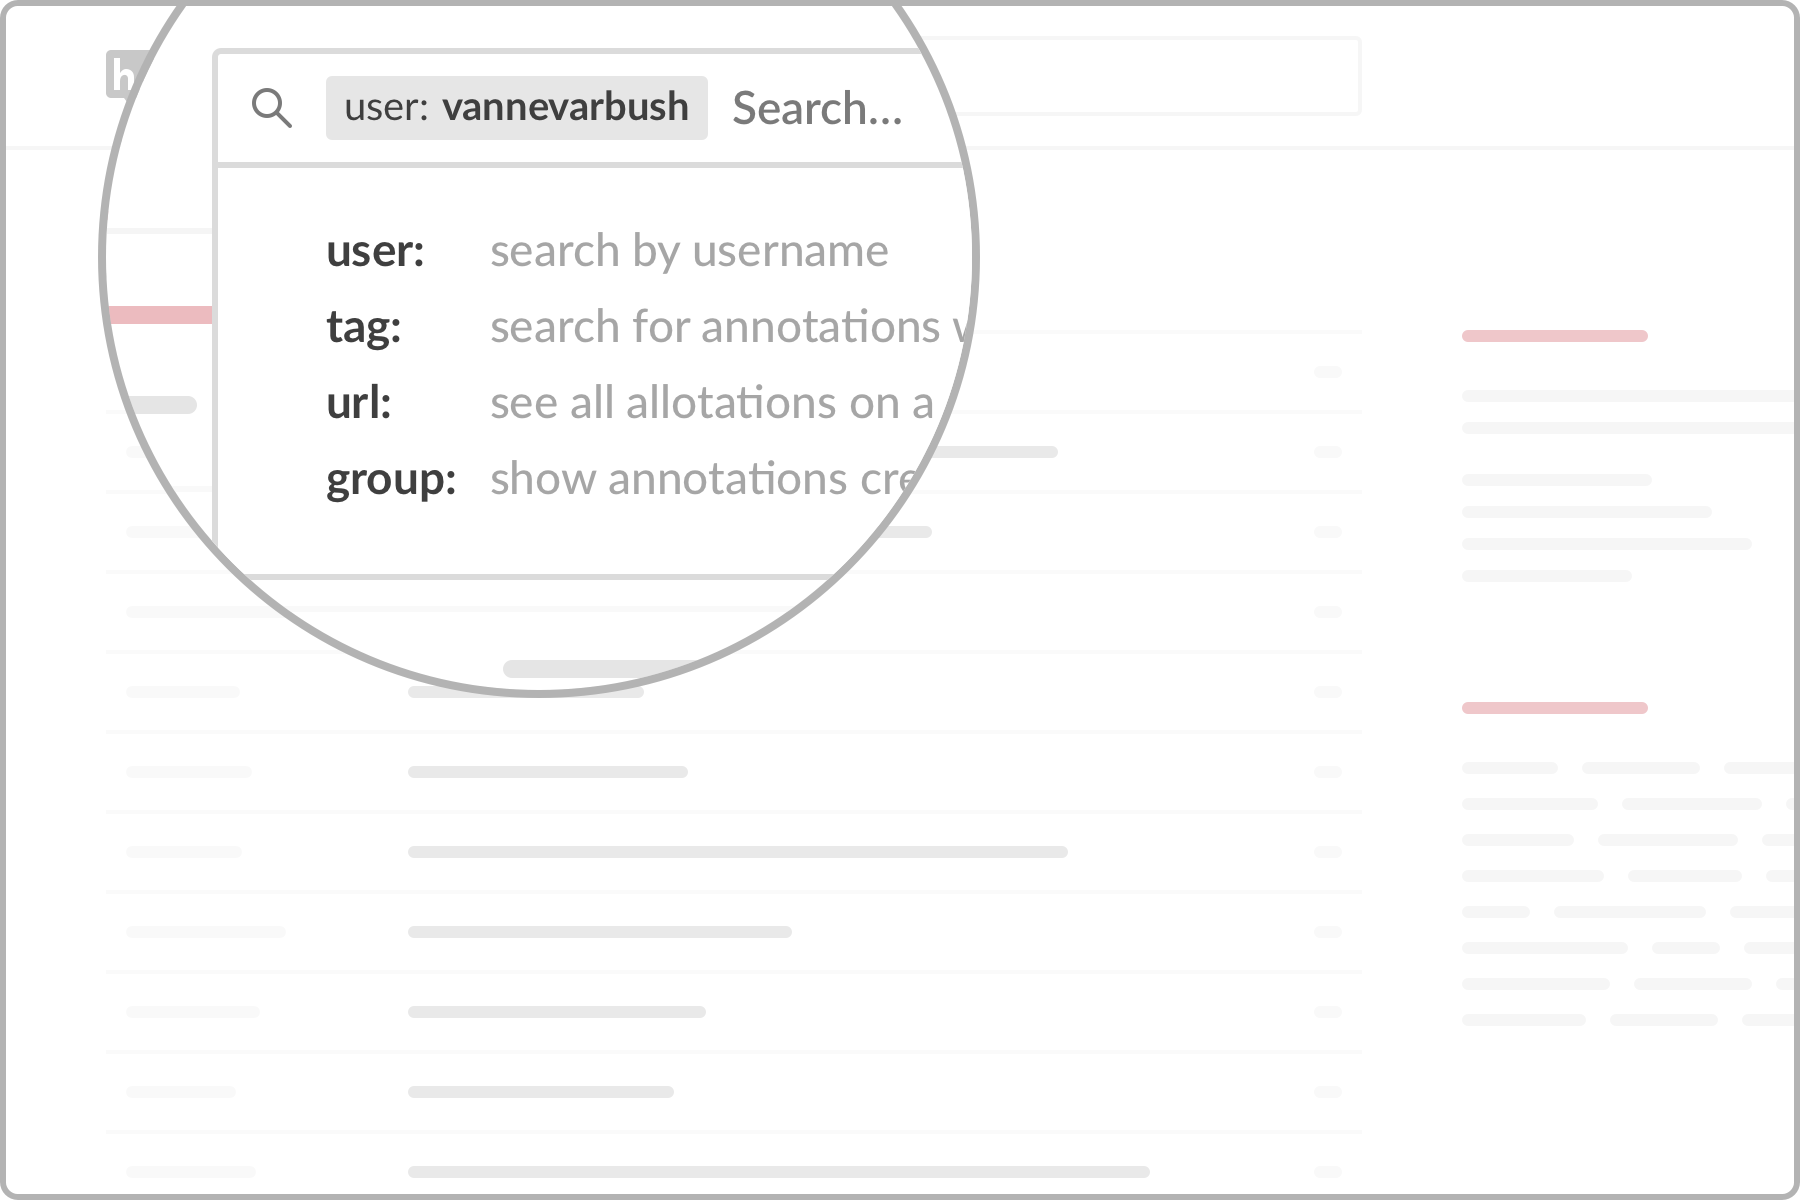 h
user: vannevarbush Search...
user: search by username
tag: search for annotations
url: see all allotations on a
group: show annotations